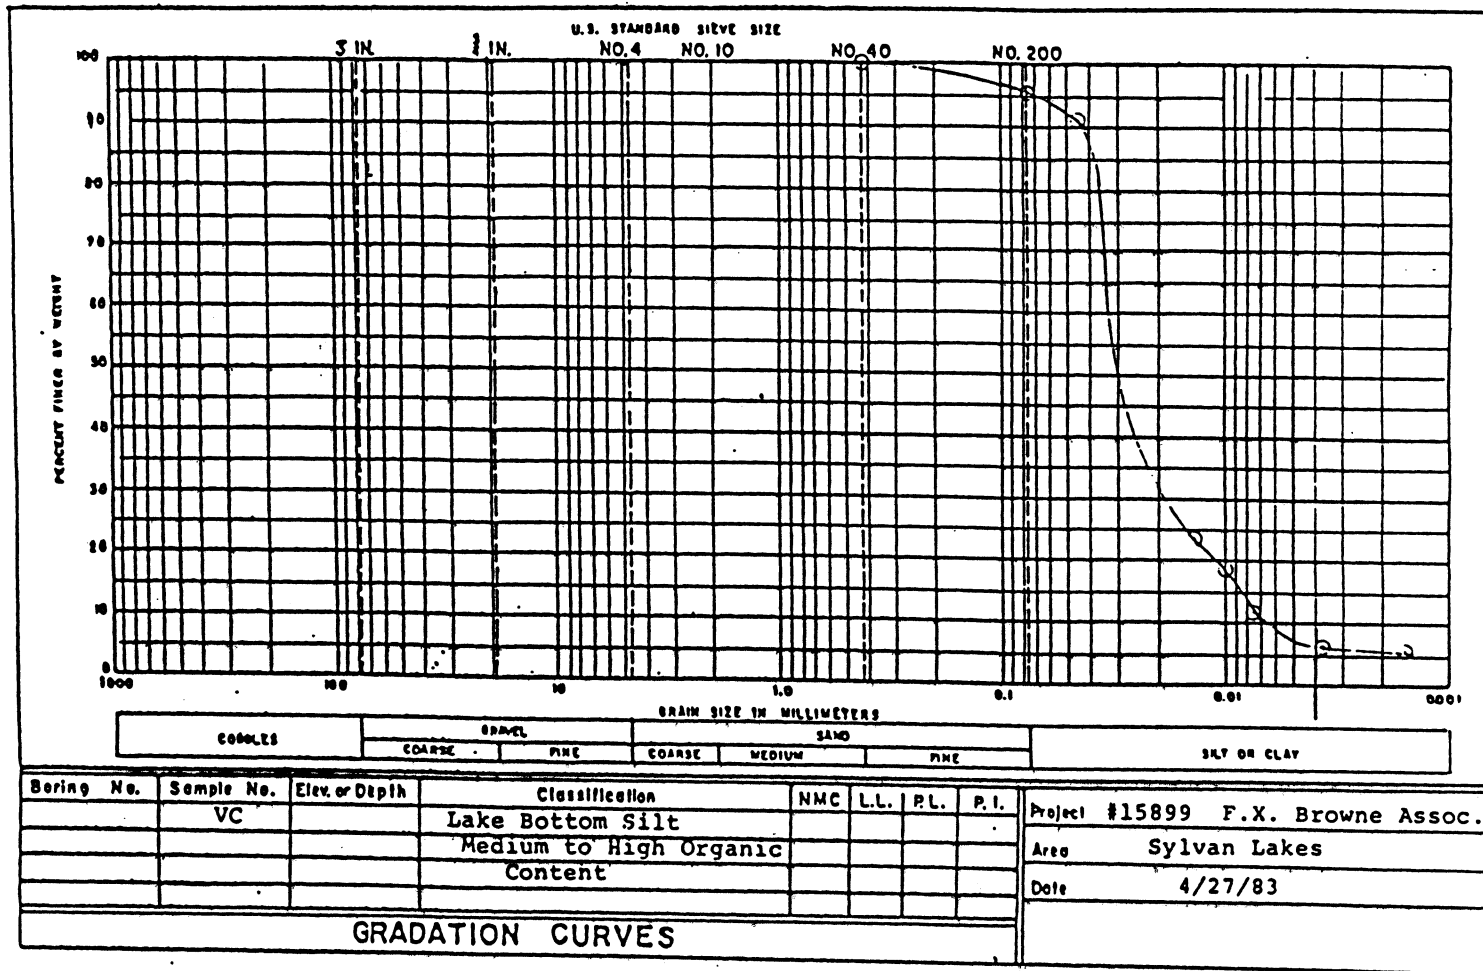 U.S. STANDARD SIEVE SIZE
3 IN. ¾ IN. NO.4 NO.10 NO.40 NO.200
100
90
80
70
60
50
40
30
20
10
0
PERCENT FINER BY WEIGHT
1000 100 10 1.0 0.1 0.01 0.001
GRAIN SIZE IN MILLIMETERS
COBBLES GRAVEL SAND SILT OR CLAY
COARSE FINE COARSE MEDIUM FINE
Boring No. Sample No. Elev. or Depth Classification NMC L.L. P.L. P.I.
VC Lake Bottom Silt
Medium to High Organic
Content
Project #15899 F.X. Browne Assoc.
Area Sylvan Lakes
Date 4/27/83
GRADATION CURVES